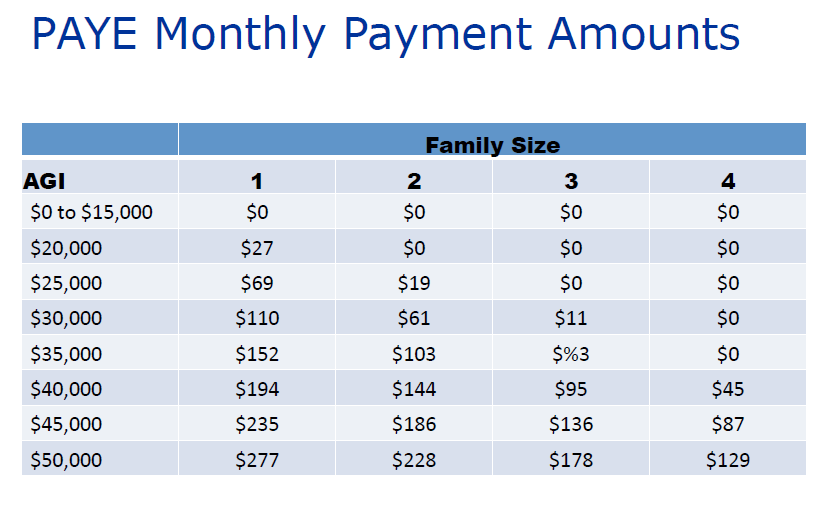 PAYE Monthly Payment Amounts
Family Size
AGI 1 2 3 4
$0 to $15,000 $0 $0 $0 $0
$20,000 $27 $0 $0 $0
$25,000 $69 $19 $0 $0
$30,000 $110 $61 $11 $0
$35,000 $152 $103 $%3 $0
$40,000 $194 $144 $95 $45
$45,000 $235 $186 $136 $87
$50,000 $277 $228 $178 $129